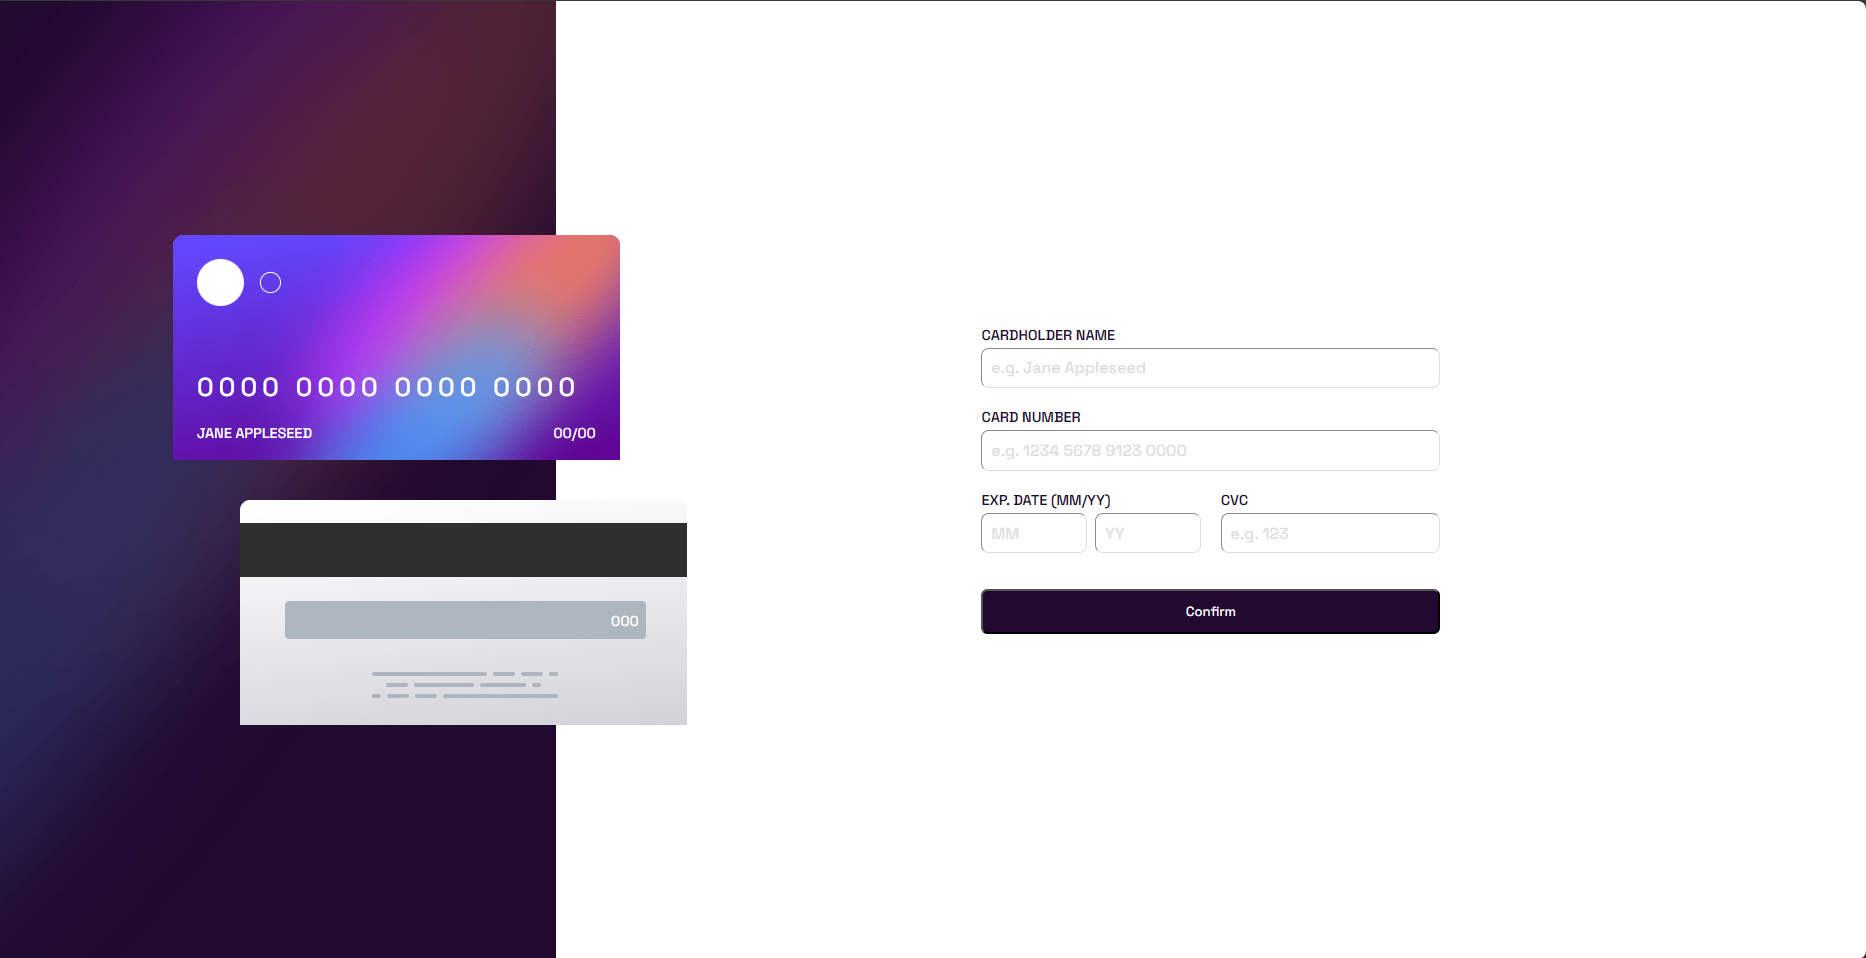 0000 0000 0000 0000
JANE APPLESEED 00/00
000
CARDHOLDER NAME
e.g. Jane Appleseed
CARD NUMBER
e.g. 1234 5678 9123 0000
EXP. DATE (MM/YY) CVC
MM YY e.g. 123
Confirm